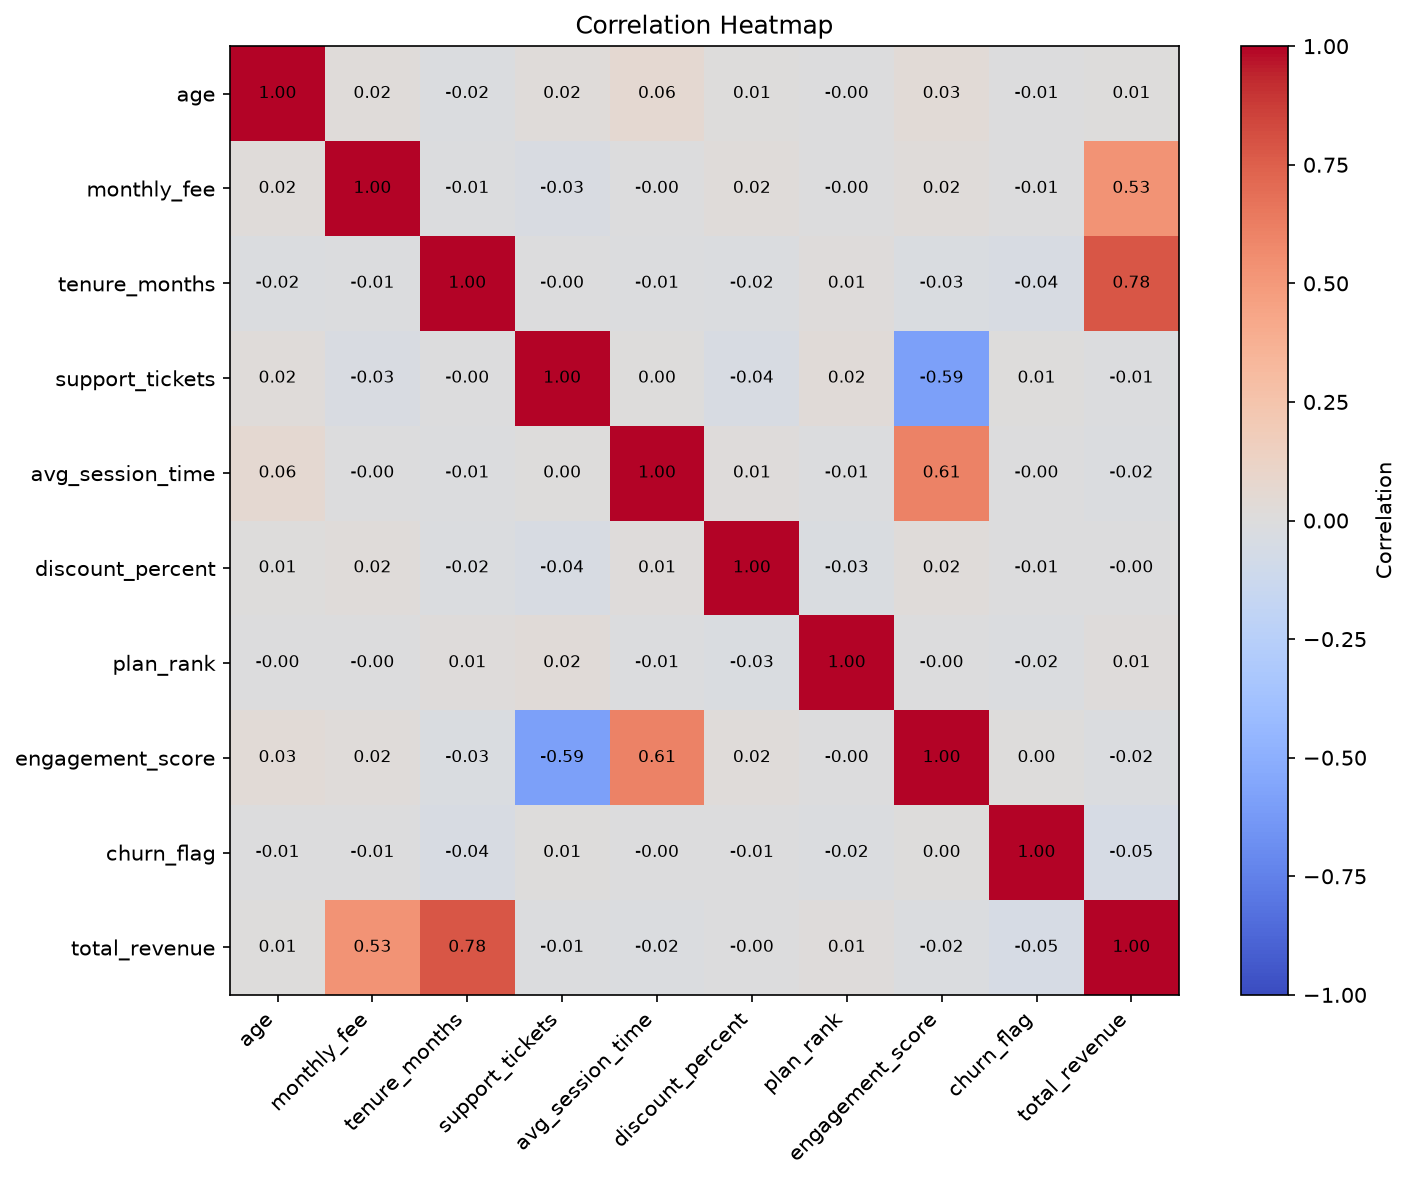 Correlation Heatmap
age 1.00 0.02 -0.02 0.02 0.06 0.01 -0.00 0.03 -0.01 0.01
monthly_fee 0.02 1.00 -0.01 -0.03 -0.00 0.02 -0.00 0.02 -0.01 0.53
tenure_months -0.02 -0.01 1.00 -0.00 -0.01 -0.02 0.01 -0.03 -0.04 0.78
support_tickets 0.02 -0.03 -0.00 1.00 0.00 -0.04 0.02 -0.59 0.01 -0.01
avg_session_time 0.06 -0.00 -0.01 0.00 1.00 0.01 -0.01 0.61 -0.00 -0.02
discount_percent 0.01 0.02 -0.02 -0.04 0.01 1.00 -0.03 0.02 -0.01 -0.00
plan_rank -0.00 -0.00 0.01 0.02 -0.01 -0.03 1.00 -0.00 -0.02 0.01
engagement_score 0.03 0.02 -0.03 -0.59 0.61 0.02 -0.00 1.00 0.00 -0.02
churn_flag -0.01 -0.01 -0.04 0.01 -0.00 -0.01 -0.02 0.00 1.00 -0.05
total_revenue 0.01 0.53 0.78 -0.01 -0.02 -0.00 0.01 -0.02 -0.05 1.00
age
monthly_fee
tenure_months
support_tickets
avg_session_time
discount_percent
plan_rank
engagement_score
churn_flag
total_revenue
1.00
0.75
0.50
0.25
0.00
−0.25
−0.50
−0.75
−1.00
Correlation